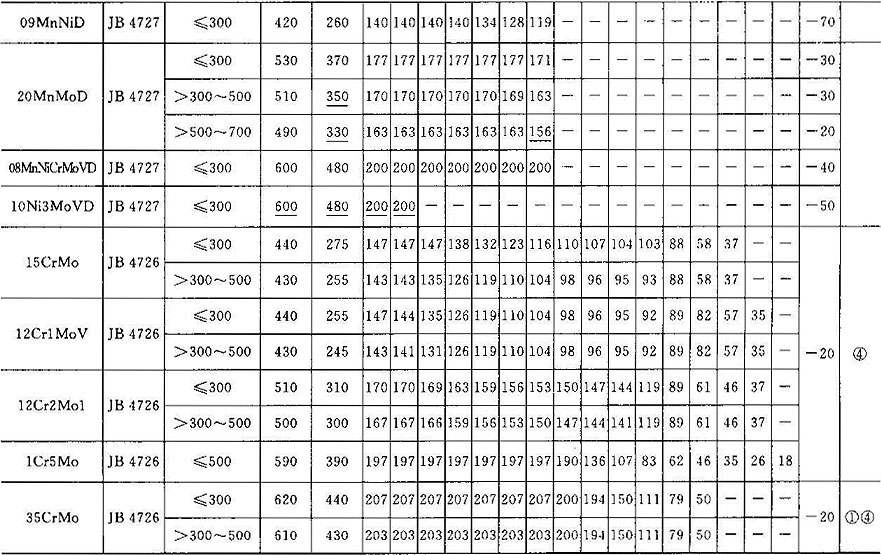 09MnNiD JB 4727 ≤300 420 260 140 140 140 140 134 128 119 — — — — — — — — — −70
≤300 530 370 177 177 177 177 177 177 171 — — — — — — — — — −30
20MnMoD JB 4727 >300~500 510 350 170 170 170 170 170 169 163 — — — — — — — — — −30
>500~700 490 330 163 163 163 163 163 163 156 — — — — — — — — — −20
08MnNiCrMoVD JB 4727 ≤300 600 480 200 200 200 200 200 200 200 — — — — — — — — — −40
10Ni3MoVD JB 4727 ≤300 600 480 200 200 — — — — — — — — — — — — — — −50
≤300 440 275 147 147 147 138 132 123 116 110 107 104 103 88 58 37 — —
15CrMo JB 4726
>300~500 430 255 143 143 135 126 119 110 104 98 96 95 93 88 58 37 — —
≤300 440 255 147 144 135 126 119 110 104 98 96 95 92 89 82 57 35 —
12Cr1MoV JB 4726 −20 ④
>300~500 430 245 143 141 131 126 119 110 104 98 96 95 92 89 82 57 35 —
≤300 510 310 170 170 169 163 159 156 153 150 147 144 119 89 61 46 37 —
12Cr2Mo1 JB 4726
>300~500 500 300 167 167 166 159 156 153 150 147 144 141 119 89 61 46 37 —
1Cr5Mo JB 4726 ≤500 590 390 197 197 197 197 197 197 197 190 136 107 83 62 46 35 26 18
≤300 620 440 207 207 207 207 207 207 207 200 194 150 111 79 50 — — —
35CrMo JB 4726 −20 ①④
>300~500 610 430 203 203 203 203 203 203 203 200 194 150 111 79 50 — — —